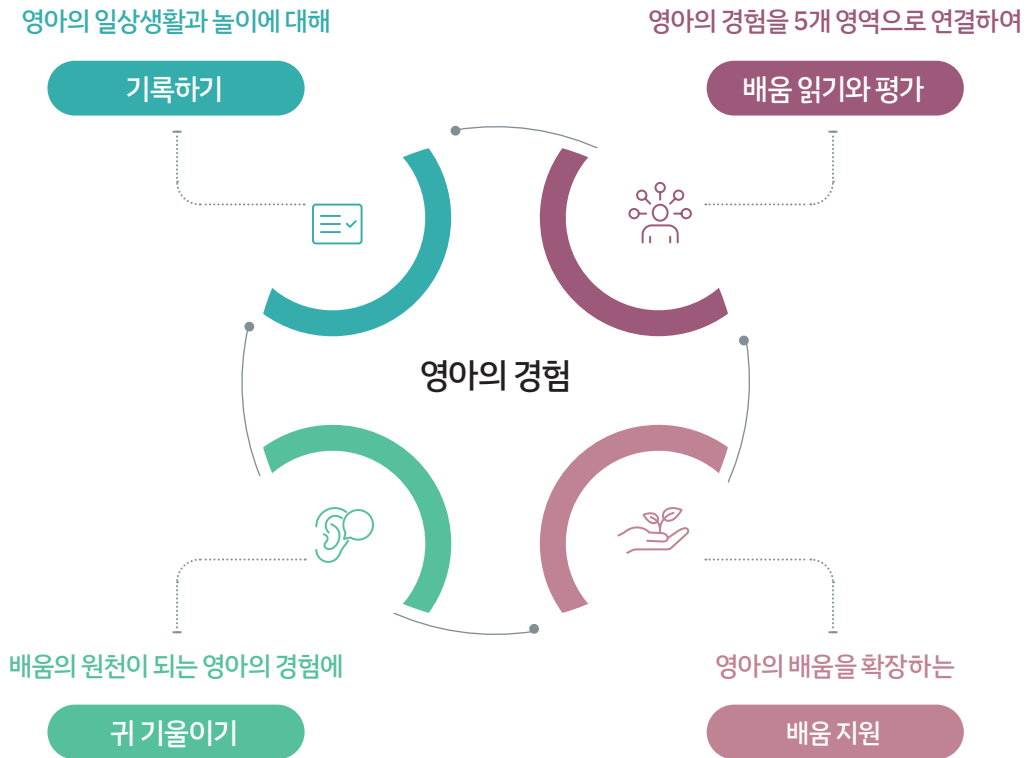 영아의 일상생활과 놀이에 대해
기록하기
영아의 경험을 5개 영역으로 연결하여
배움 읽기와 평가
영아의 경험
배움의 원천이 되는 영아의 경험에
귀 기울이기
영아의 배움을 확장하는
배움 지원